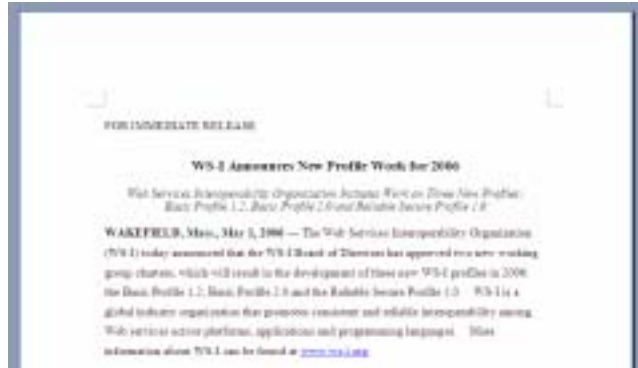 FOR IMMEDIATE RELEASE
WS-I Announces New Profile Work for 2006
Web Services Interoperability Organization Initiates Work on Three New Profiles:
Basic Profile 1.2, Basic Profile 2.0 and Reliable Secure Profile 1.0
WAKEFIELD, Mass., May 1, 2006 — The Web Services Interoperability Organization
(WS-I) today announced that the WS-I Board of Directors has approved two new working
group charters, which will result in the development of three new WS-I profiles in 2006:
the Basic Profile 1.2, Basic Profile 2.0 and the Reliable Secure Profile 1.0. WS-I is a
global industry organization that promotes consistent and reliable interoperability among
Web services across platforms, applications and programming languages. More
information about WS-I can be found at www.ws-i.org